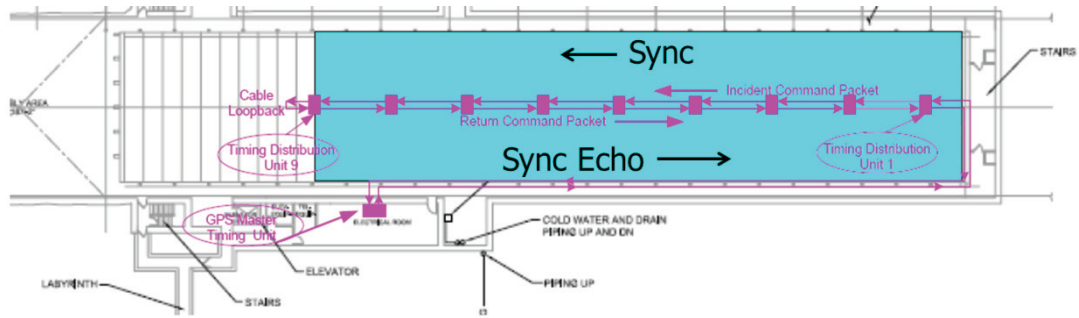 Sync
STAIRS
Cable
Loopback
Incident Command Packet
Return Command Packet
Timing Distribution
Unit 9
Sync Echo
Timing Distribution
Unit 1
GPS Master
Timing Unit
ELECTRICAL ROOM
COLD WATER AND DRAIN
PIPING UP AND DN
ELEVATOR
LABYRINTH
STAIRS
PIPING UP